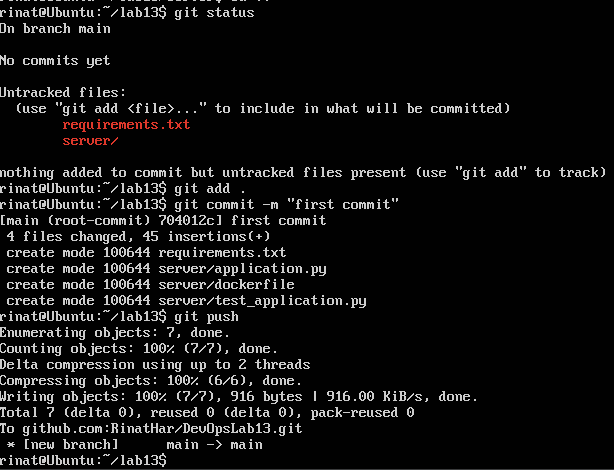 rinat@Ubuntu:~/lab13$ git status
On branch main
No commits yet
Untracked files:
(use "git add <file>..." to include in what will be committed)
requirements.txt
server/
nothing added to commit but untracked files present (use "git add" to track)
rinat@Ubuntu:~/lab13$ git add .
rinat@Ubuntu:~/lab13$ git commit -m "first commit"
[main (root-commit) 704012c] first commit
4 files changed, 45 insertions(+)
create mode 100644 requirements.txt
create mode 100644 server/application.py
create mode 100644 server/dockerfile
create mode 100644 server/test_application.py
rinat@Ubuntu:~/lab13$ git push
Enumerating objects: 7, done.
Counting objects: 100% (7/7), done.
Delta compression using up to 2 threads
Compressing objects: 100% (6/6), done.
Writing objects: 100% (7/7), 916 bytes | 916.00 KiB/s, done.
Total 7 (delta 0), reused 0 (delta 0), pack-reused 0
To github.com:RinatHar/DevOpsLab13.git
* [new branch] main -> main
rinat@Ubuntu:~/lab13$